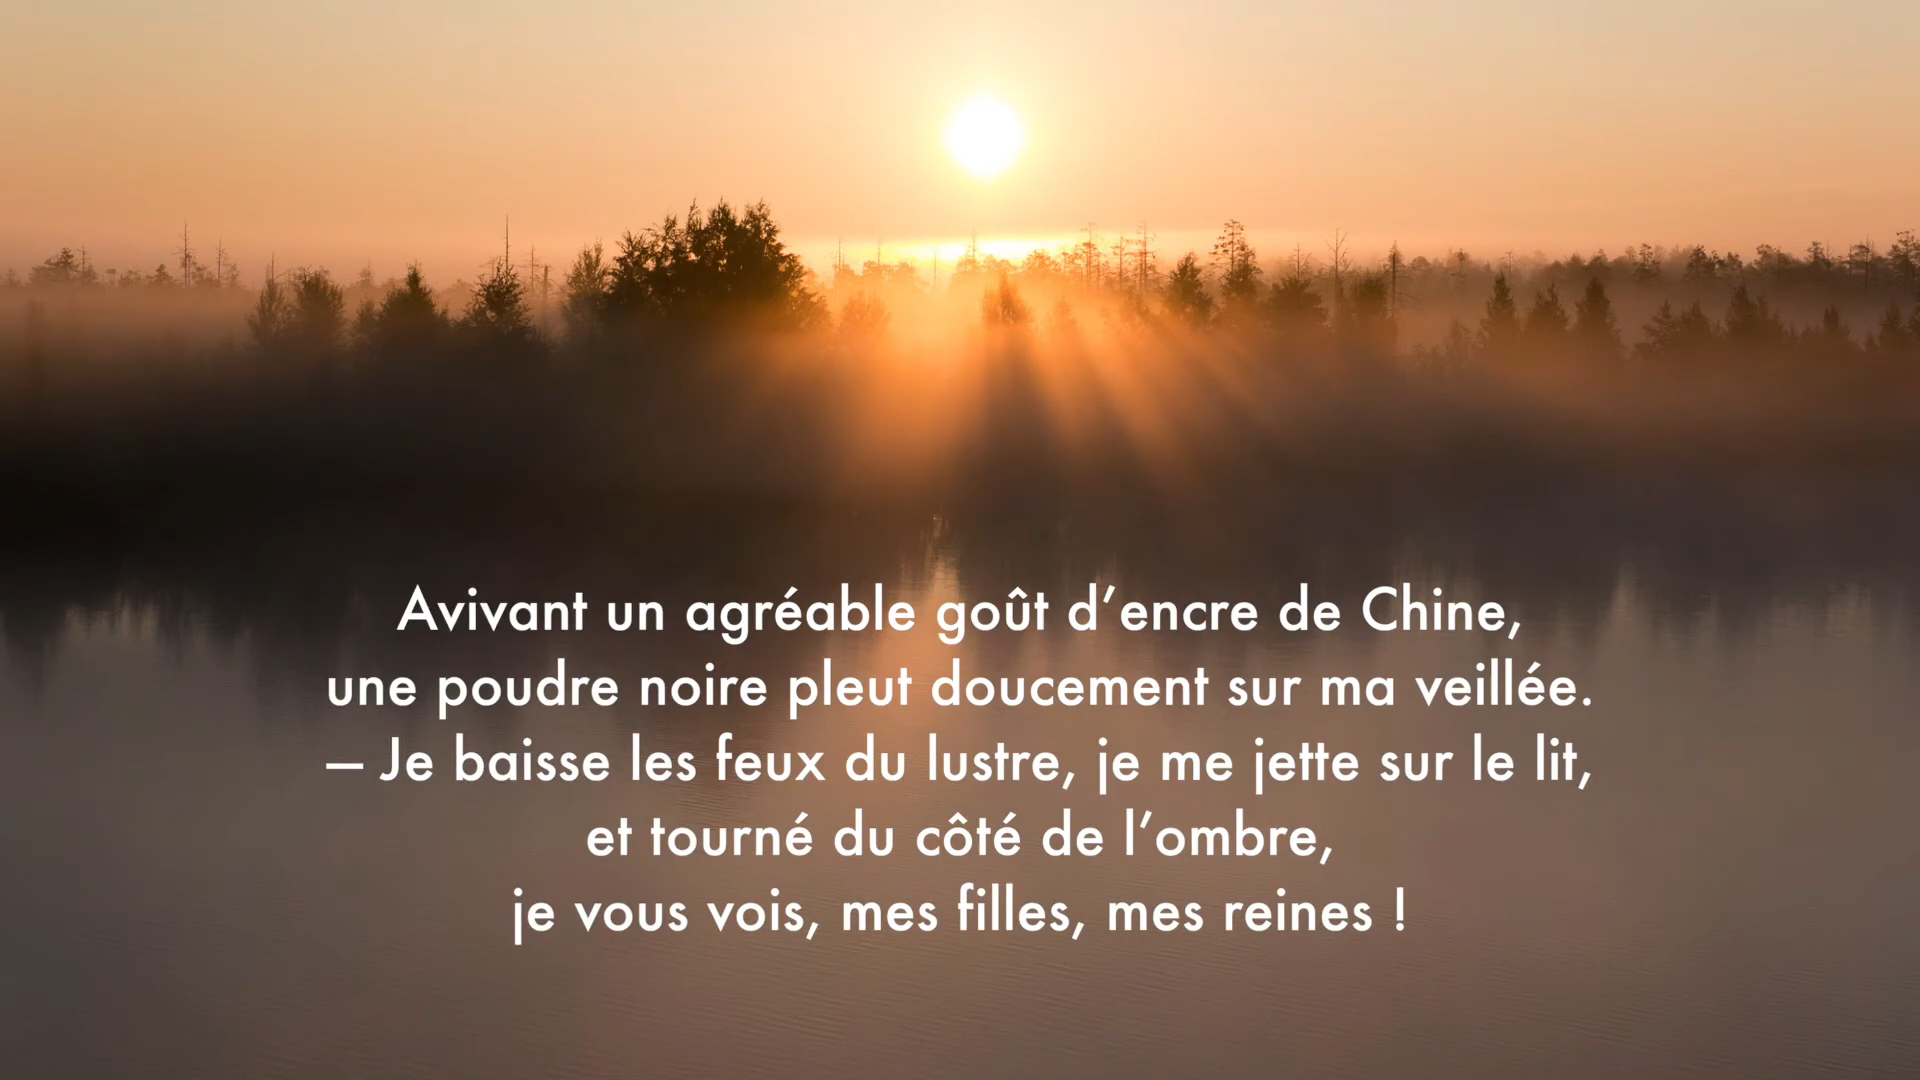 Avivant un agréable goût d’encre de Chine,
une poudre noire pleut doucement sur ma veillée.
— Je baisse les feux du lustre, je me jette sur le lit,
et tourné du côté de l’ombre,
je vous vois, mes filles, mes reines !